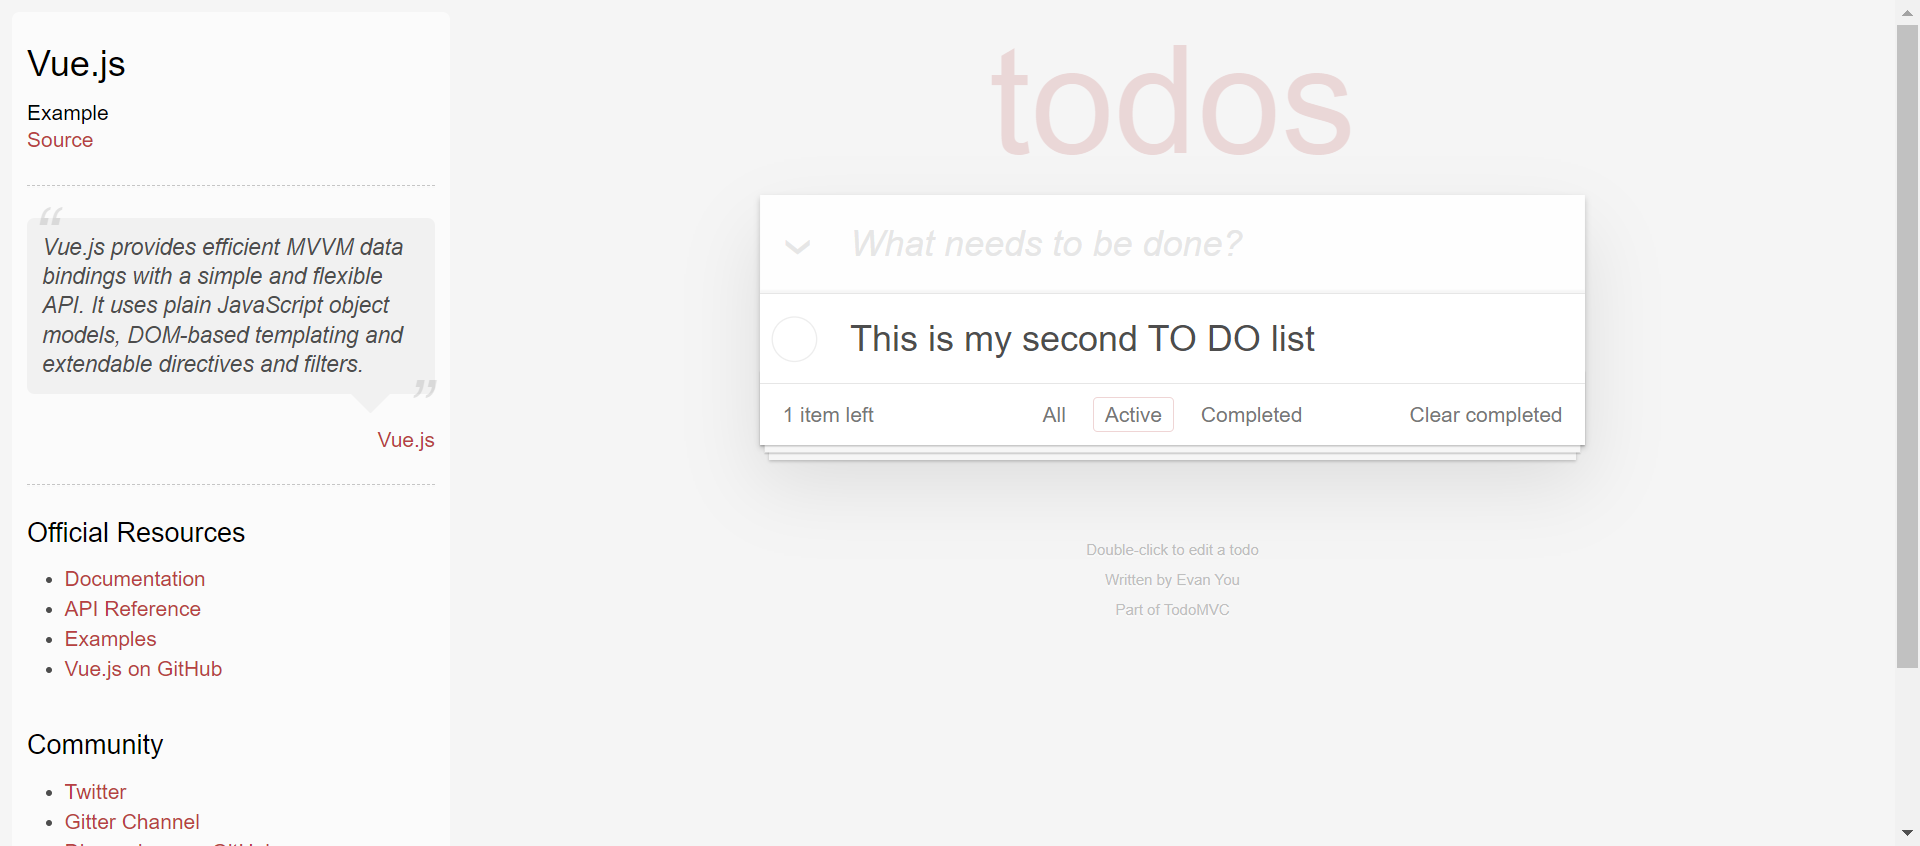 Vue.js
Example
Source
“
Vue.js provides efficient MVVM data
bindings with a simple and flexible
API. It uses plain JavaScript object
models, DOM-based templating and
extendable directives and filters.
”
Vue.js
Official Resources
Documentation
API Reference
Examples
Vue.js on GitHub
Community
Twitter
Gitter Channel
todos
What needs to be done?
This is my second TO DO list
1 item left All Active Completed Clear completed
Double-click to edit a todo
Written by Evan You
Part of TodoMVC